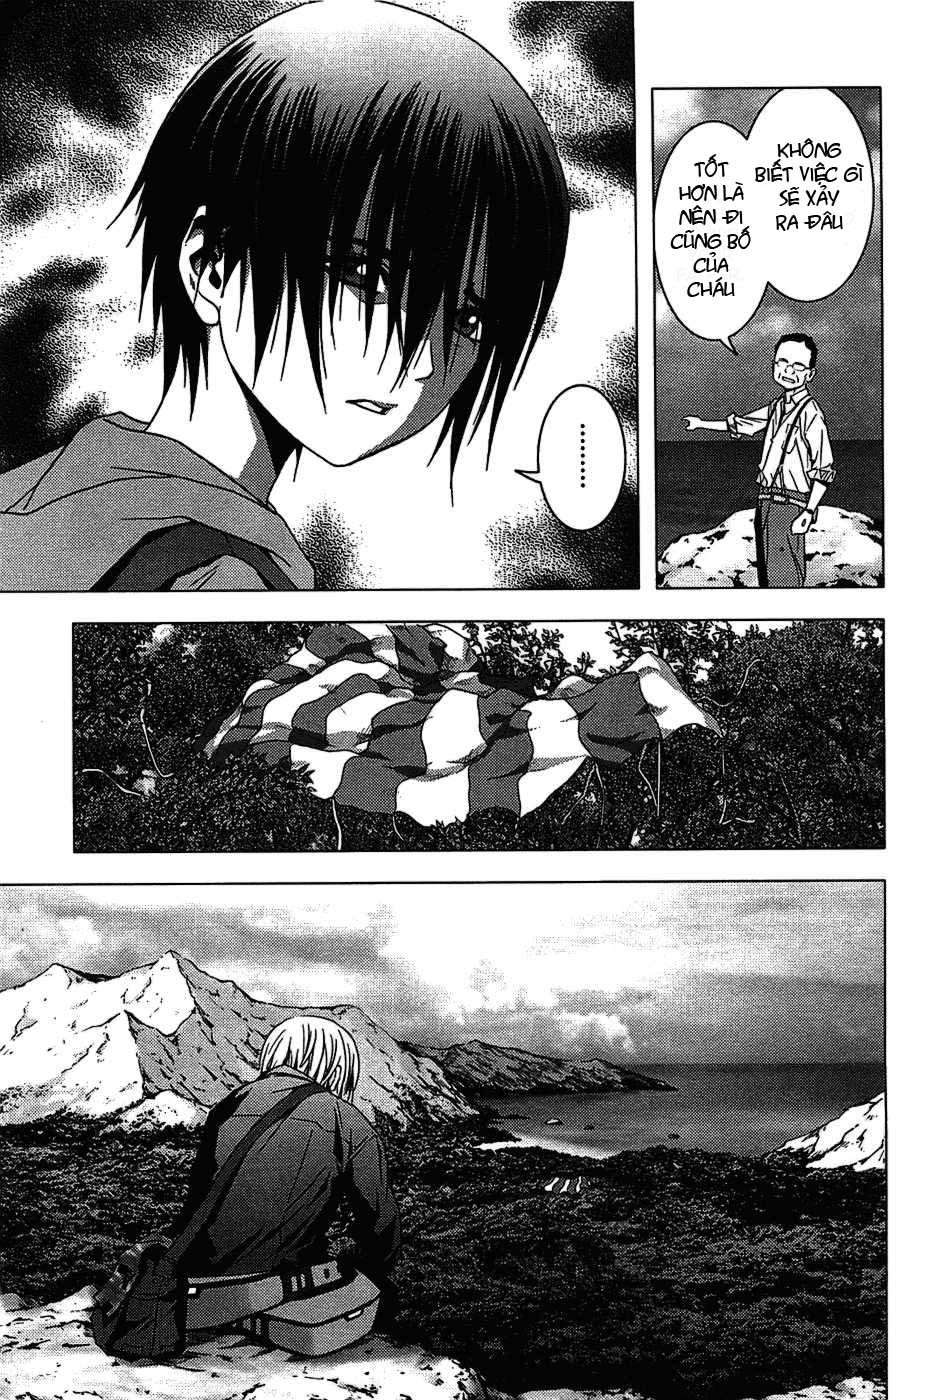 KHÔNG
BIẾT VIỆC GÌ
SẼ XẢY
RA ĐÂU
TỐT
HƠN LÀ
NÊN ĐI
CŨNG BỐ
CỦA
CHÁU
.........